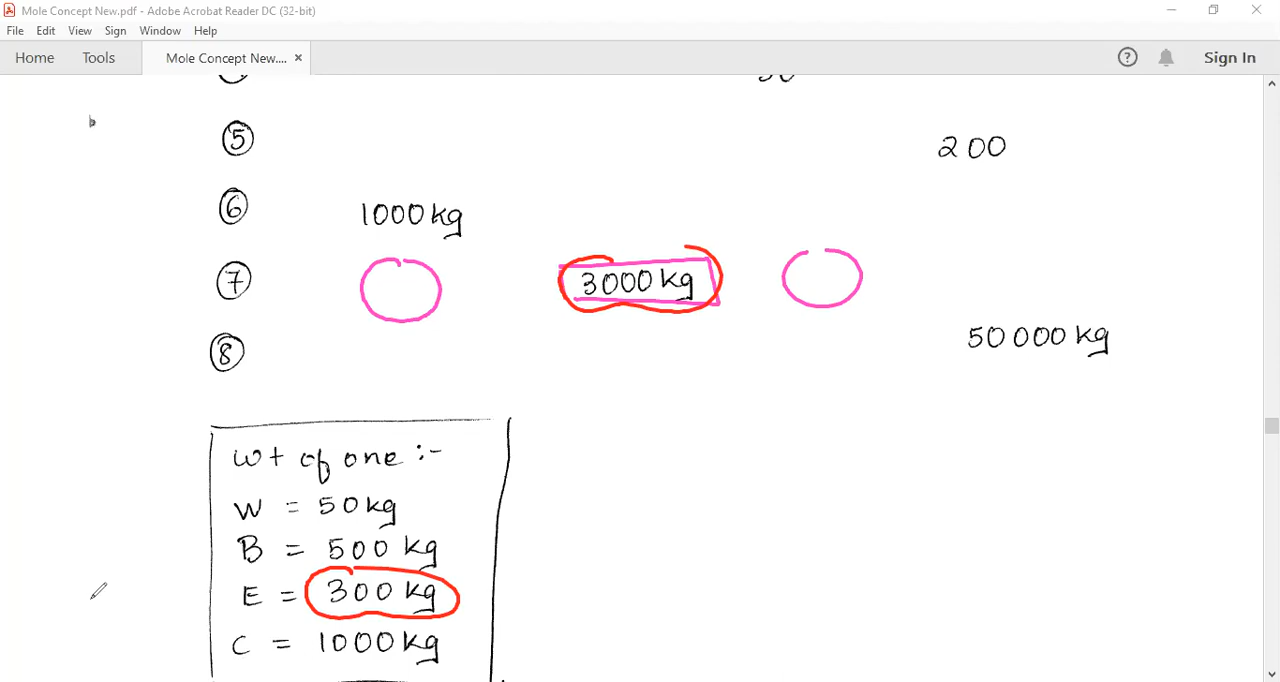 Mole Concept New.pdf - Adobe Acrobat Reader DC (32-bit)
File Edit View Sign Window Help
Home Tools Mole Concept New.... × Sign In
5 200
6 1000 kg
7 3000 kg
8 50000 kg
Wt of one :-
W = 50 kg
B = 500 kg
E = 300 kg
C = 1000 kg